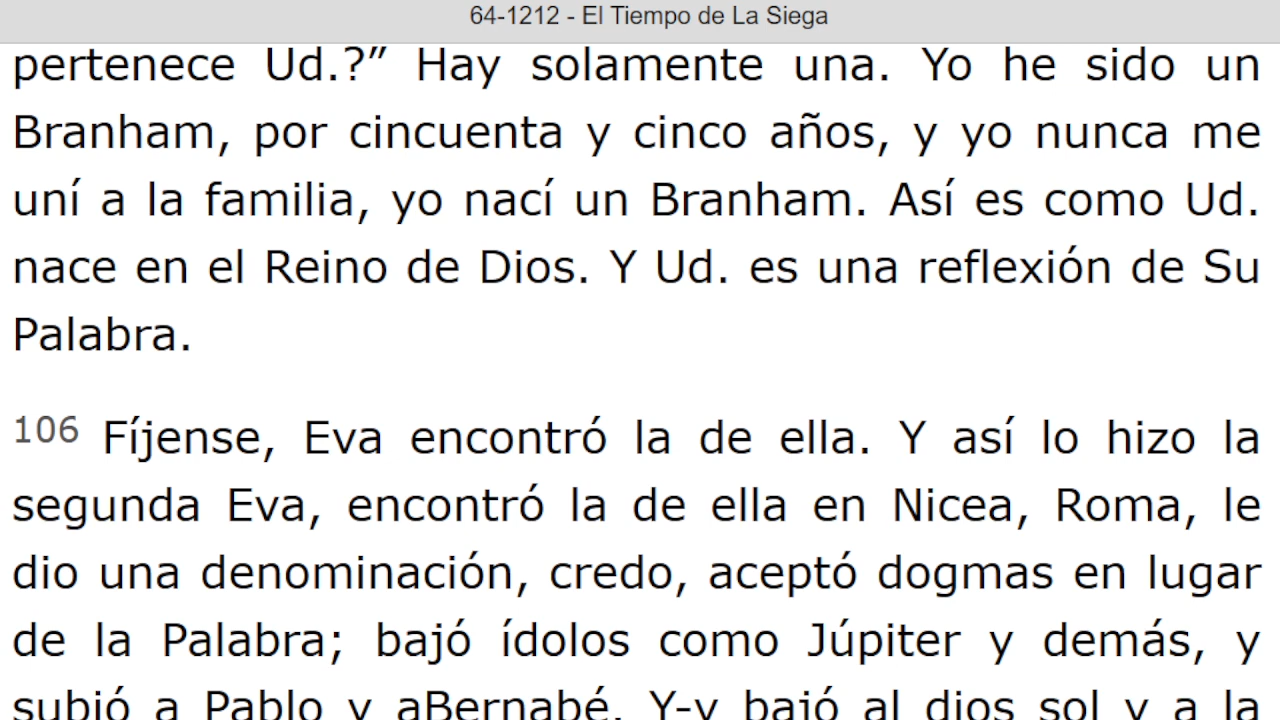 64-1212 - El Tiempo de La Siega
pertenece Ud.?” Hay solamente una. Yo he sido un
Branham, por cincuenta y cinco años, y yo nunca me
uní a la familia, yo nací un Branham. Así es como Ud.
nace en el Reino de Dios. Y Ud. es una reflexión de Su
Palabra.
106 Fíjense, Eva encontró la de ella. Y así lo hizo la
segunda Eva, encontró la de ella en Nicea, Roma, le
dio una denominación, credo, aceptó dogmas en lugar
de la Palabra; bajó ídolos como Júpiter y demás, y
subió a Pablo y aBernabé. Y-y bajó al dios sol y a la